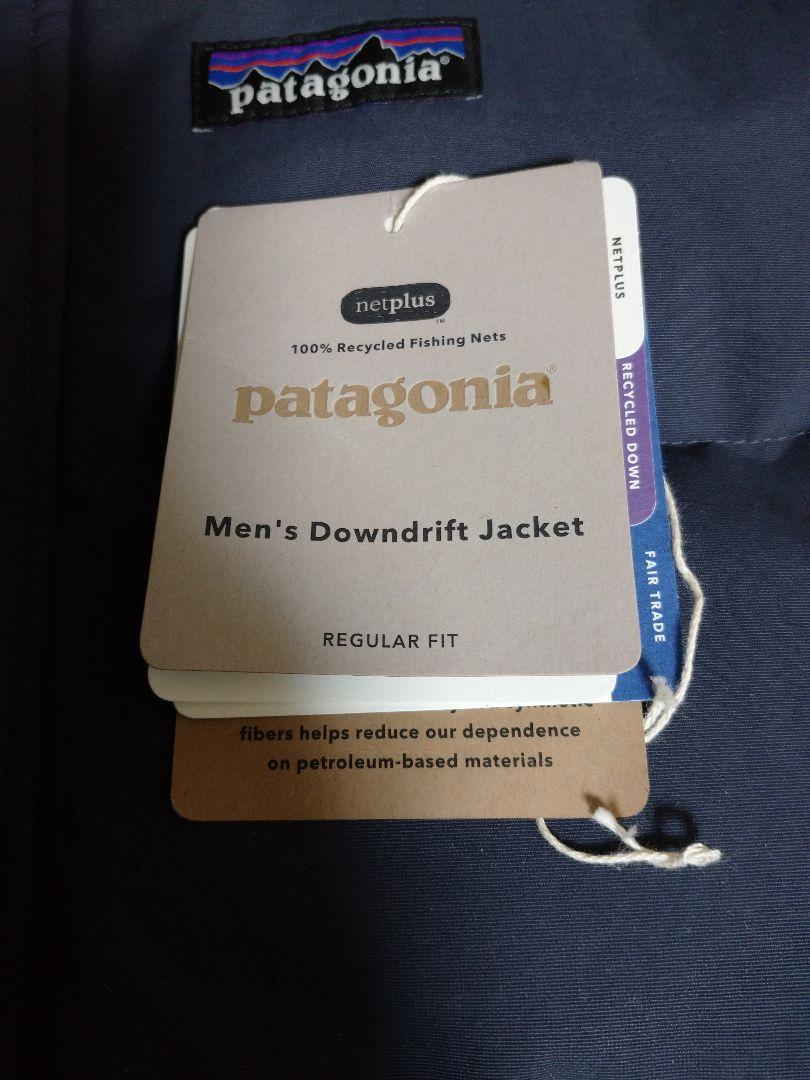 patagonia®
netplus
™
100% Recycled Fishing Nets
patagonia®
Men's Downdrift Jacket
REGULAR FIT
NETPLUS
RECYCLED DOWN
FAIR TRADE
fibers helps reduce our dependence
on petroleum-based materials